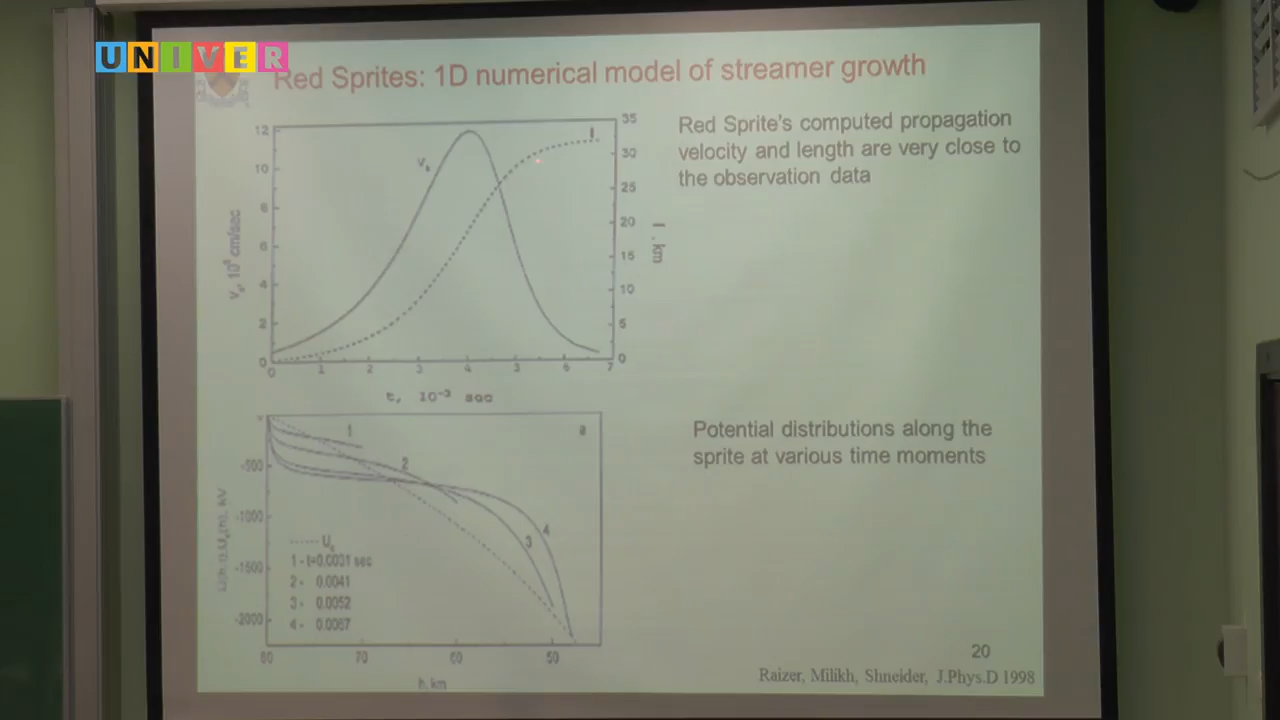 UNIVER
Red Sprites: 1D numerical model of streamer growth
Red Sprite's computed propagation
velocity and length are very close to
the observation data
12
10
8
6
4
2
0
35
30
25
20
15
10
5
0
l, km
0 1 2 3 4 5 6 7
t, 10⁻³ sec
Potential distributions along the
sprite at various time moments
1
2
3
4
-500
-1000
-1500
-2000
1 - t=0.0031 sec
2 - 0.0041
3 - 0.0052
4 - 0.0067
80 70 60 50
h, km
20
Raizer, Milikh, Shneider, J.Phys.D 1998